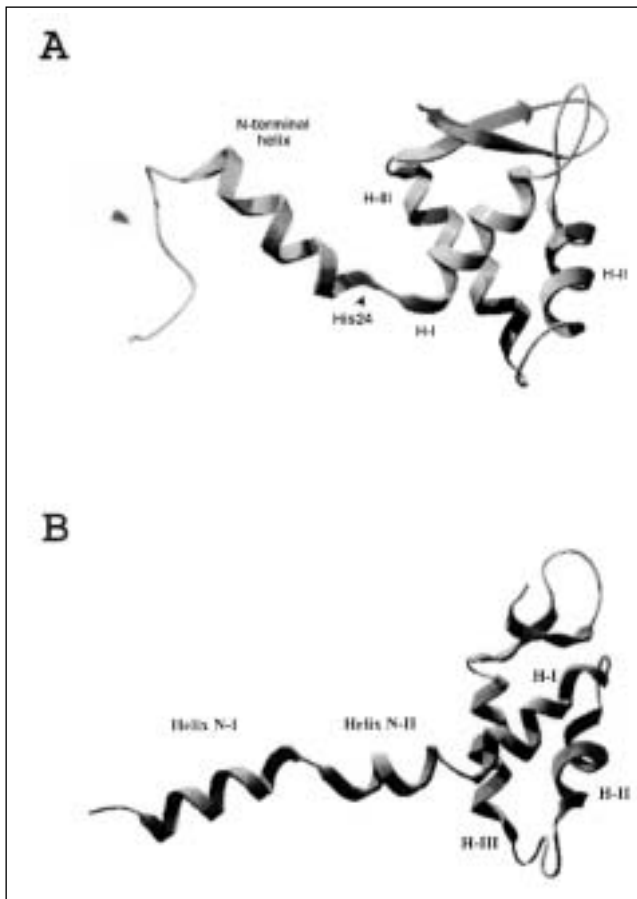 A
N-terminal
helix
H-III
H-II
His24
H-I
B
H-I
Helix N-I
Helix N-II
H-II
H-III